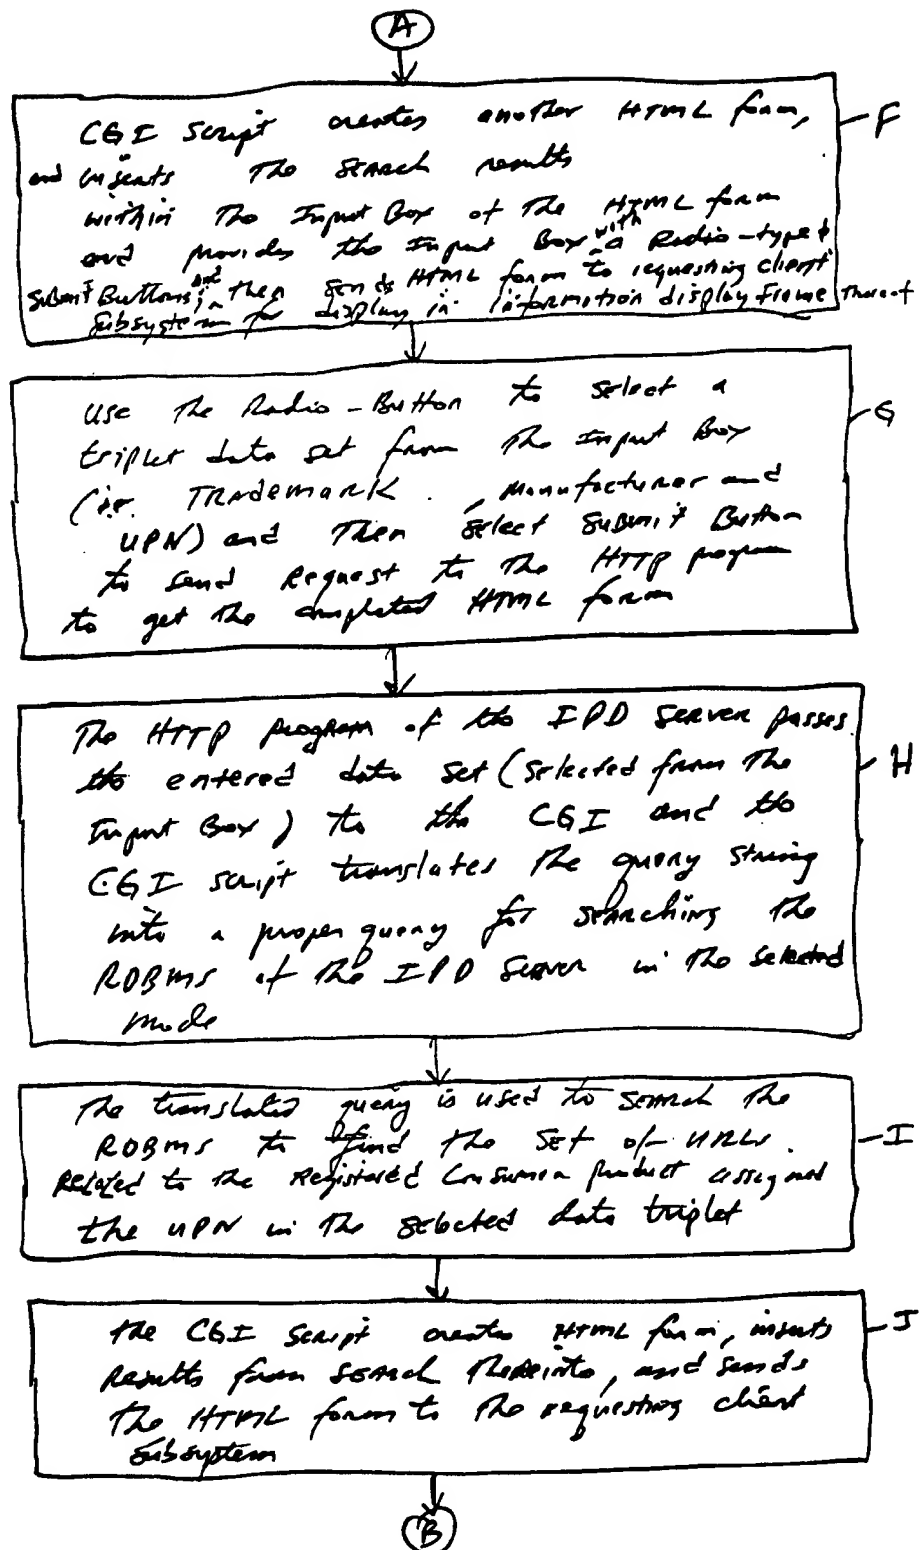 A
CGI Script creates another HTML form, F
and inserts The Search results
within The Input Box of The HTML form
and provides the Input Box with a Radio-type &
Submit Buttons, and then sends HTML form to requesting client
subsystem for display in information display Frame thereof
Use The Radio-Button to select a G
triplet data set from The Input Box
(ie. Trademark, Manufacturer and
UPN) and Then select Submit Button
to send Request to the HTTP program
to get the completed HTML form
The HTTP program of the IPD Server passes
the entered data set (selected from The H
Input Box) to the CGI and the
CGI script translates the query string
into a proper query for searching the
RDBMS of the IPD Server in the selected
mode
The translated query is used to search the
RDBMS to find the set of URLs I
Related to the Registered Consumer product assigned
the UPN in The selected data triplet
the CGI Script creates HTML form, inserts J
Results from search thereinto, and sends
the HTML form to the requesting client
subsystem
B